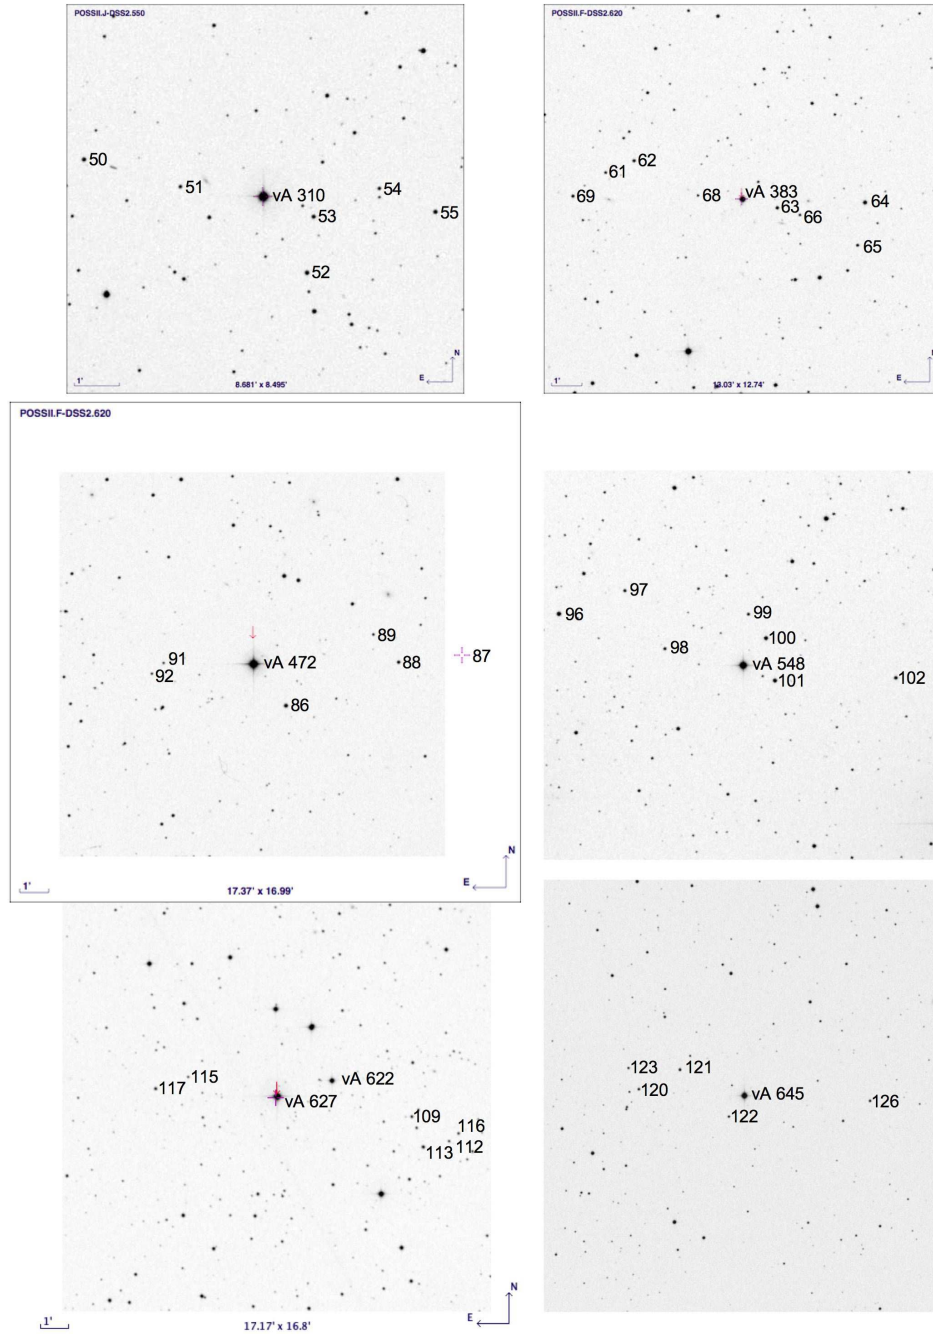 POSSII.J-DSS2.550
50
51
vA 310
54
53
55
52
N
E
1'
8.681' x 8.495'
POSSII.F-DSS2.620
62
61
69
68
vA 383
63
66
64
65
E
1'
13.03' x 12.74'
POSSII.F-DSS2.620
89
91
92
vA 472
88
87
86
N
E
1'
17.37' x 16.99'
97
96
99
100
98
vA 548
101
102
115
117
vA 622
vA 627
109
116
113
112
N
E
1'
17.17' x 16.8'
123
121
120
vA 645
122
126